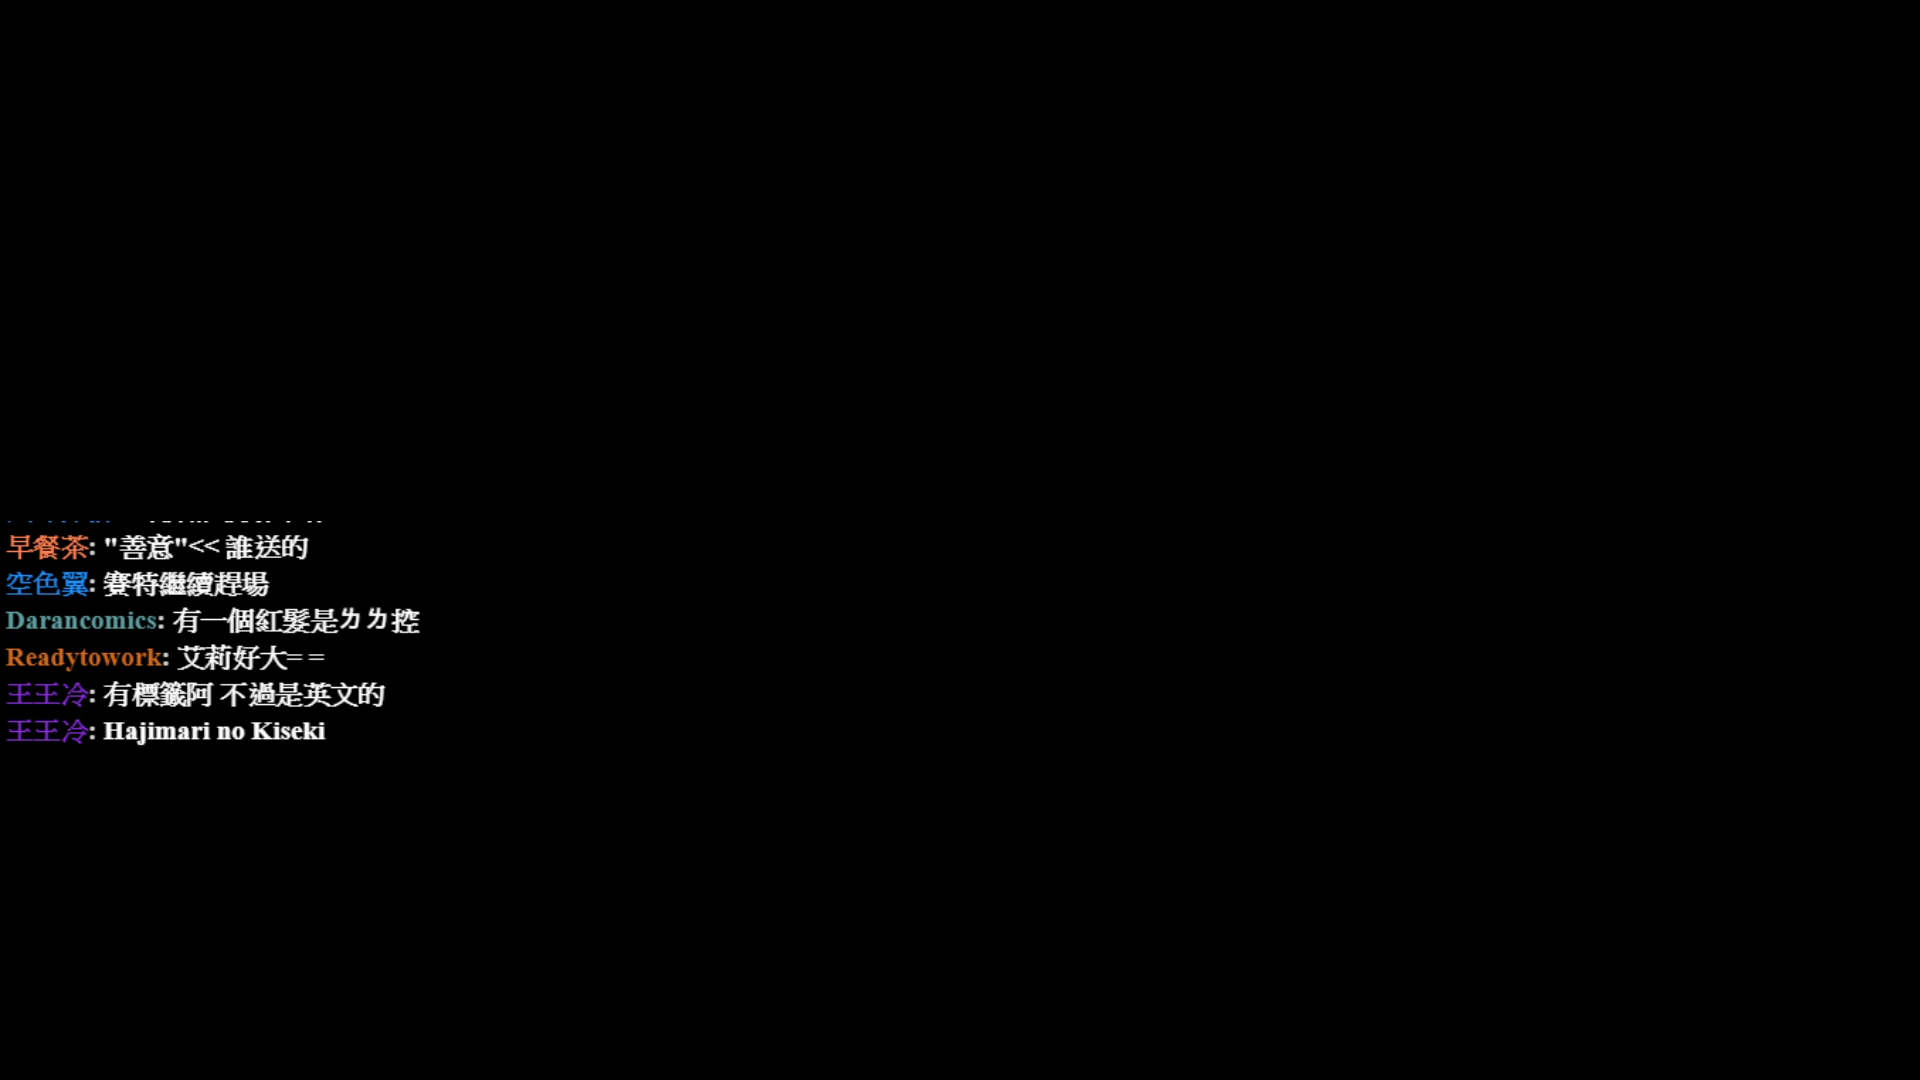 早餐茶: "善意"<< 誰送的
空色翼: 賽特繼續趕場
Darancomics: 有一個紅髮是ㄌㄌ控
Readytowork: 艾莉好大= =
王王冷: 有標籤阿 不過是英文的
王王冷: Hajimari no Kiseki